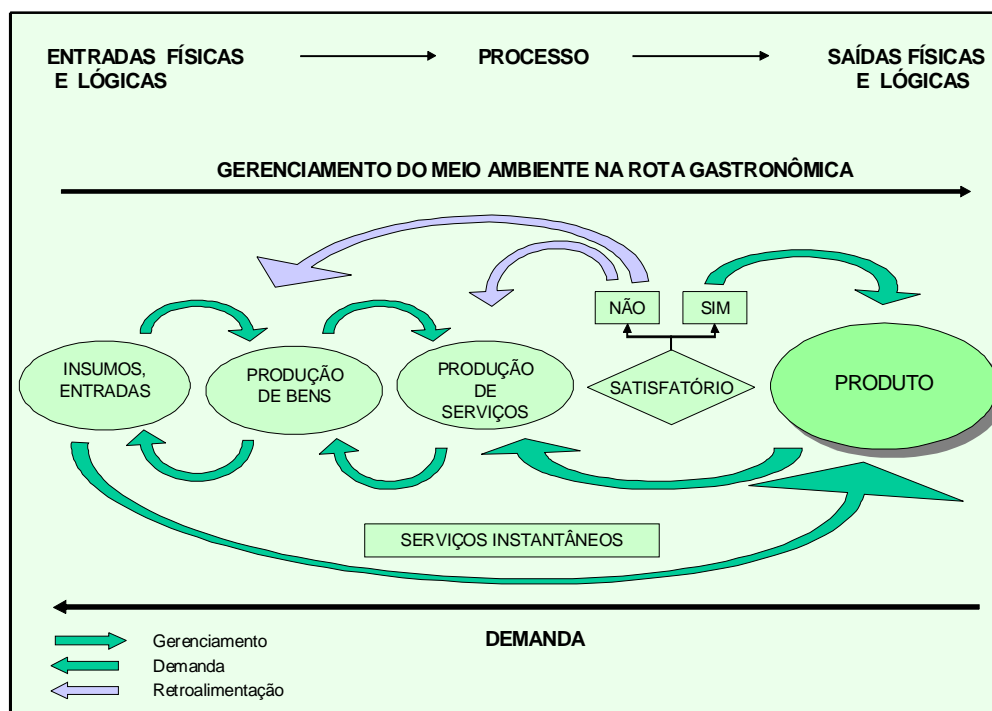 ENTRADAS FÍSICAS
E LÓGICAS
PROCESSO
SAÍDAS FÍSICAS
E LÓGICAS
GERENCIAMENTO DO MEIO AMBIENTE NA ROTA GASTRONÔMICA
NÃO
SIM
INSUMOS,
ENTRADAS
PRODUÇÃO
DE BENS
PRODUÇÃO
DE
SERVIÇOS
SATISFATÓRIO
PRODUTO
SERVIÇOS INSTANTÂNEOS
DEMANDA
Gerenciamento
Demanda
Retroalimentação